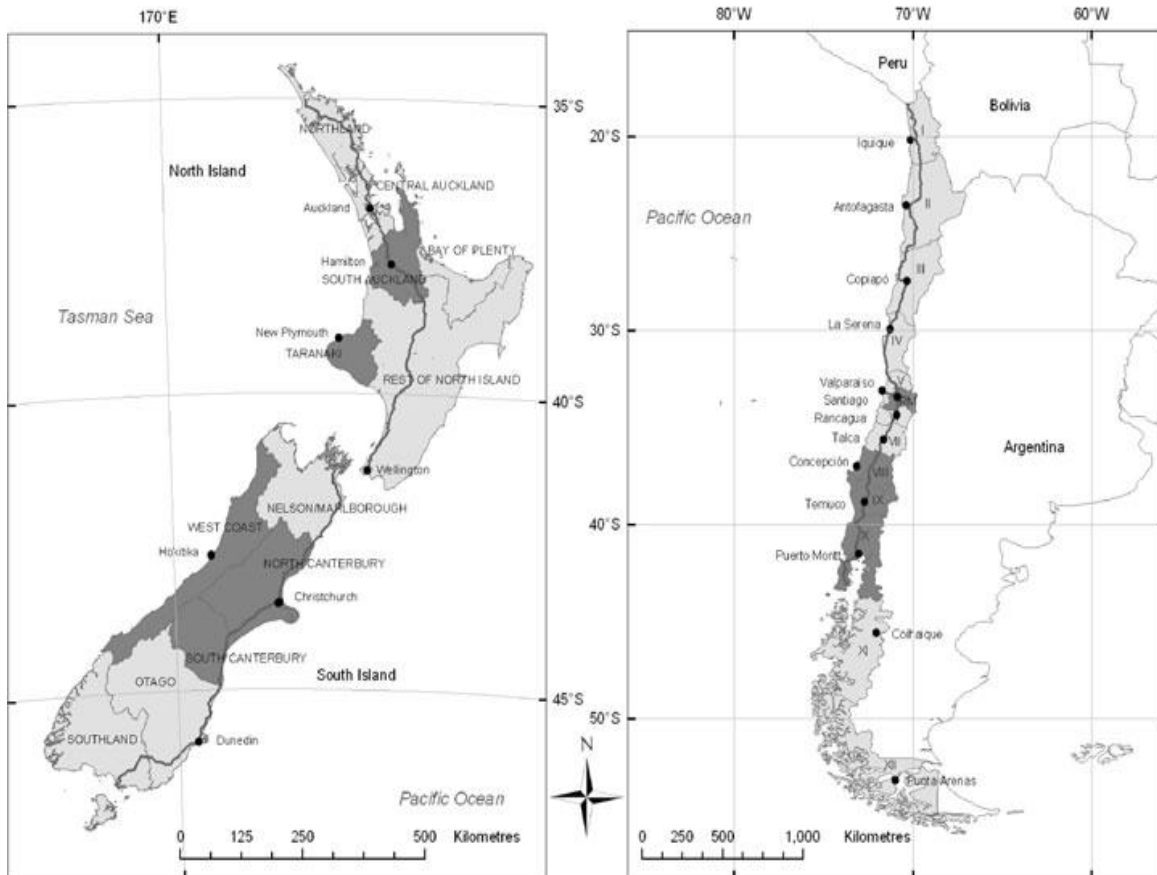 170°E
35°S
NORTHLAND
North Island
CENTRAL AUCKLAND
Auckland
BAY OF PLENTY
Hamilton
SOUTH AUCKLAND
Tasman Sea
New Plymouth
TARANAKI
REST OF NORTH ISLAND
40°S
Wellington
NELSON/MARLBOROUGH
WEST COAST
Hokitika
NORTH CANTERBURY
Christchurch
SOUTH CANTERBURY
South Island
OTAGO
45°S
SOUTHLAND
Dunedin
Pacific Ocean
0 125 250 500 Kilometres
N
80°W 70°W 60°W
Peru
Bolivia
I
20°S
Iquique
Pacific Ocean
Antofagasta
II
III
Copiapó
La Serena
30°S
IV
V
Valparaíso
Santiago
Rancagua
Talca
VII
Argentina
Concepción
VIII
Temuco
IX
40°S
X
Puerto Montt
Coihaique
XI
50°S
XII
Punta Arenas
0 250 500 1,000 Kilometres